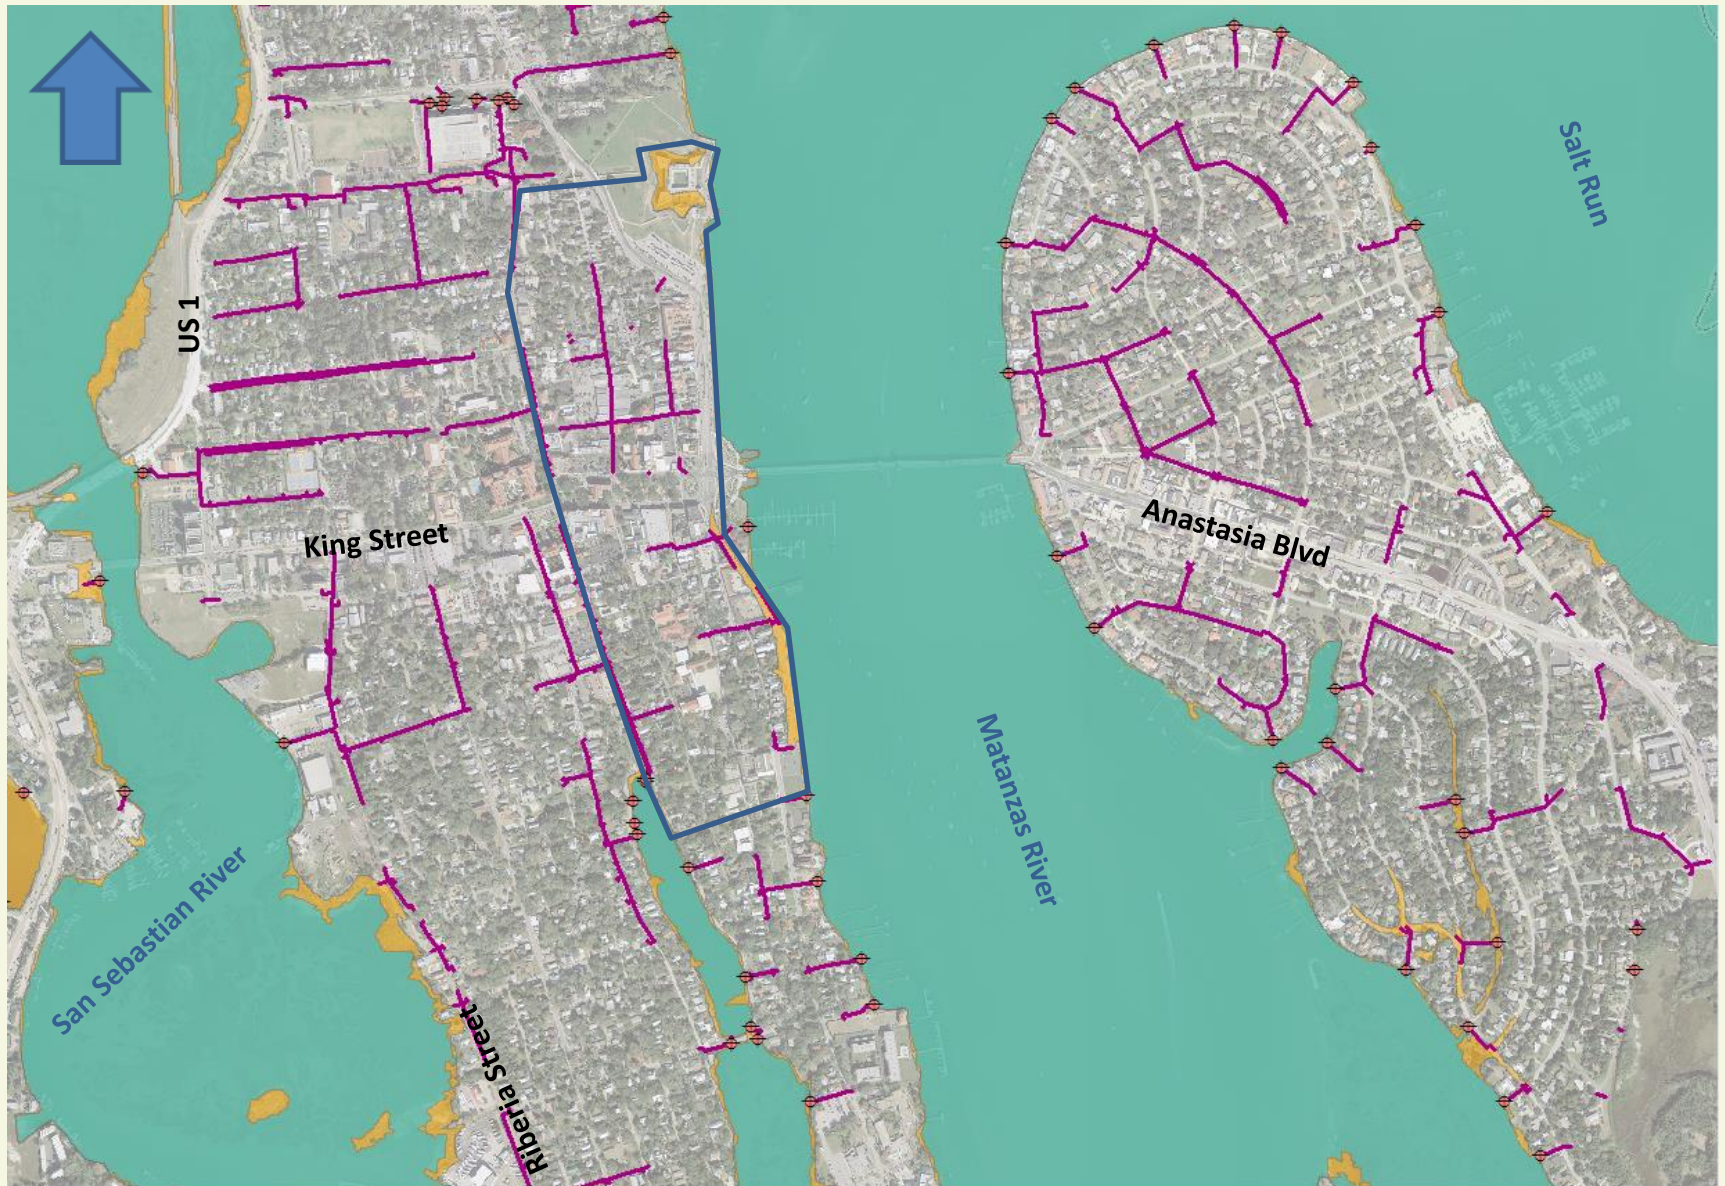 Salt Run
US 1
King Street
Anastasia Blvd
Matanzas River
San Sebastian River
Riberia Street